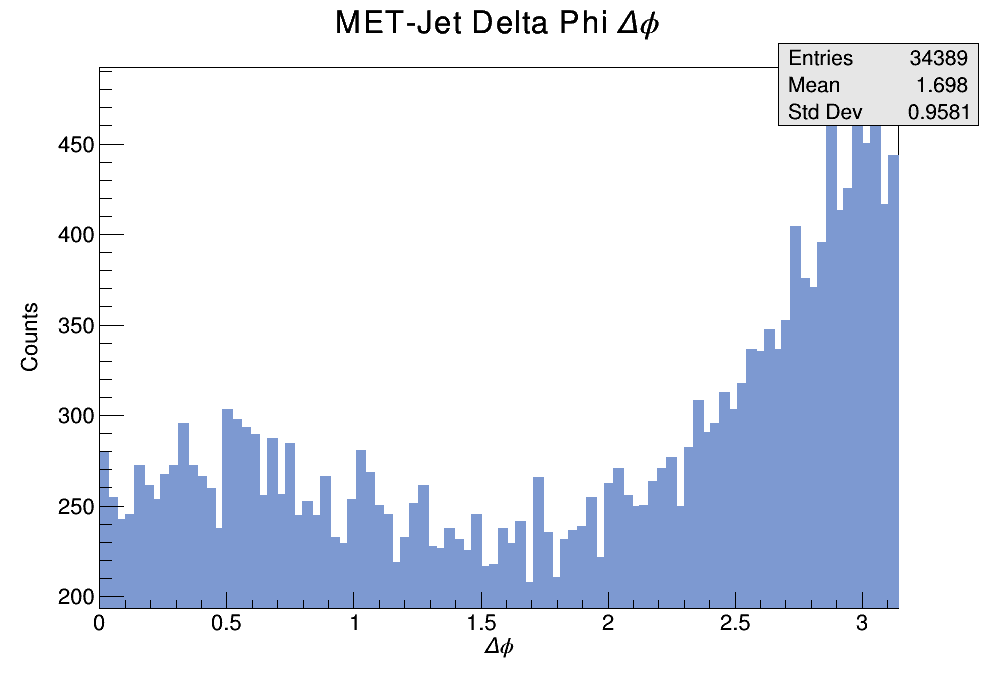 MET-Jet Delta Phi Δϕ
Entries 34389
Mean 1.698
Std Dev 0.9581
450
400
350
300
250
200
Counts
0 0.5 1 1.5 2 2.5 3
Δϕ